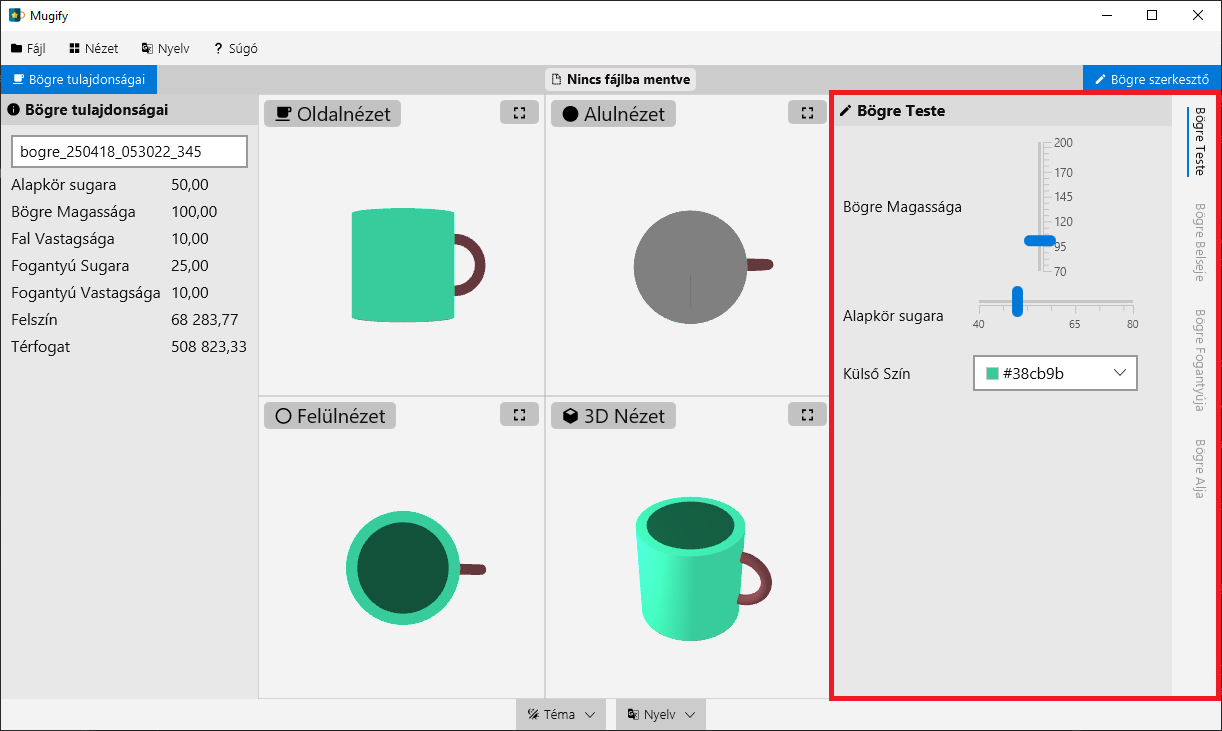 Mugify
Fájl Nézet Nyelv ? Súgó
Bögre tulajdonságai
Nincs fájlba mentve
Bögre szerkesztő
Bögre tulajdonságai
bogre_250418_053022_345
Alapkör sugara 50,00
Bögre Magassága 100,00
Fal Vastagsága 10,00
Fogantyú Sugara 25,00
Fogantyú Vastagsága 10,00
Felszín 68 283,77
Térfogat 508 823,33
Oldalnézet
Alulnézet
Felülnézet
3D Nézet
Bögre Teste
Bögre Magassága
200
170
145
120
95
70
Alapkör sugara
40 65 80
Külső Szín #38cb9b
Bögre Teste
Bögre Belseje
Bögre Fogantyúja
Bögre Alja
Téma Nyelv